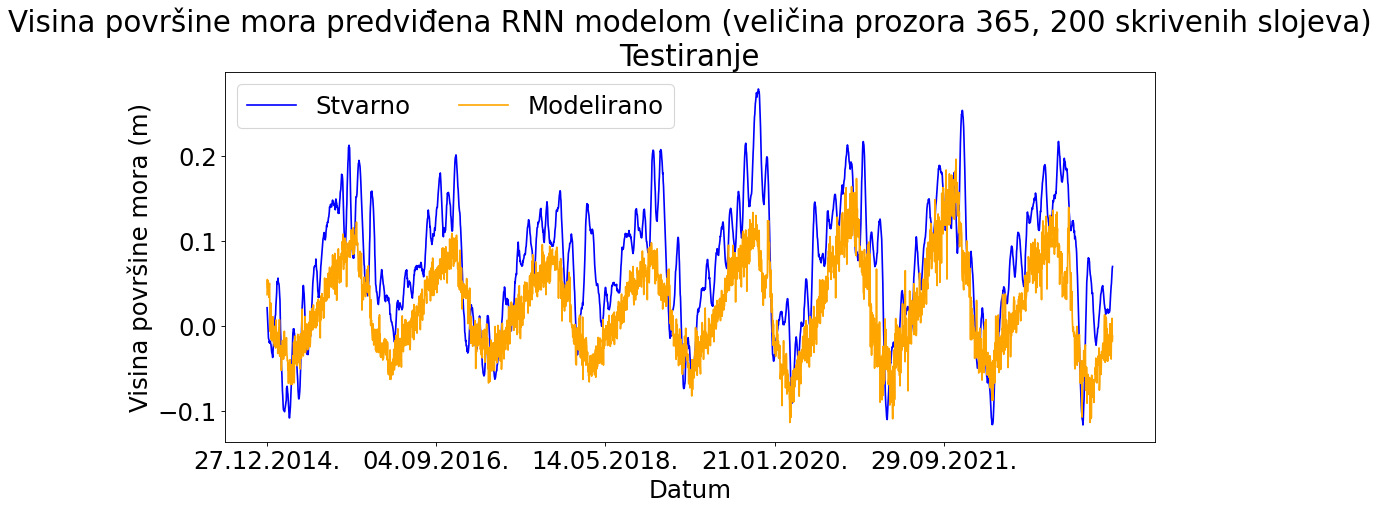 Visina površine mora predviđena RNN modelom (veličina prozora 365, 200 skrivenih slojeva)
Testiranje
Stvarno
Modelirano
Visina površine mora (m)
0.2
0.1
0.0
−0.1
27.12.2014.
04.09.2016.
14.05.2018.
21.01.2020.
29.09.2021.
Datum